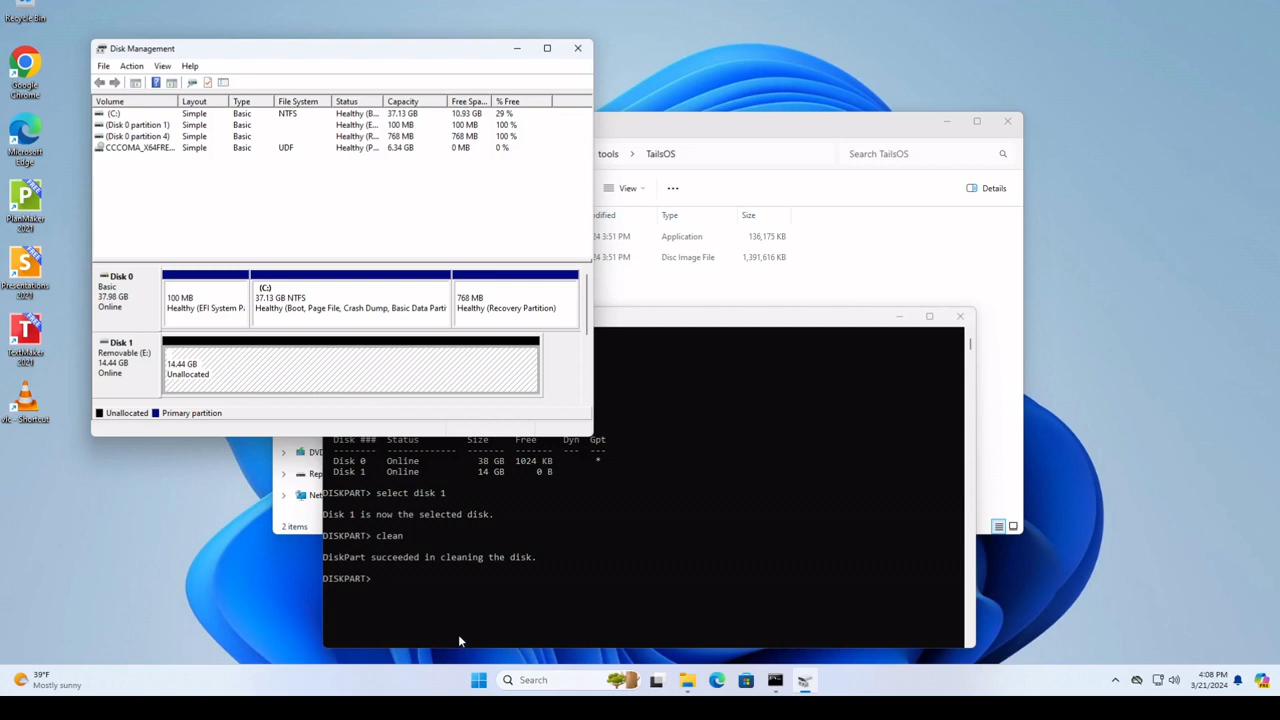 Recycle Bin
Google
Chrome
Microsoft
Edge
FREE
PlanMaker
2021
FREE
Presentations
2021
FREE
TextMaker
2021
vlc - Shortcut
Disk Management
File Action View Help
Volume Layout Type File System Status Capacity Free Spa... % Free
(C:) Simple Basic NTFS Healthy (B... 37.13 GB 10.93 GB 29 %
(Disk 0 partition 1) Simple Basic Healthy (E... 100 MB 100 MB 100 %
(Disk 0 partition 4) Simple Basic Healthy (R... 768 MB 768 MB 100 %
CCCOMA_X64FRE... Simple Basic UDF Healthy (P... 6.34 GB 0 MB 0 %
Disk 0
Basic
37.98 GB
Online
100 MB
Healthy (EFI System P.
(C:)
37.13 GB NTFS
Healthy (Boot, Page File, Crash Dump, Basic Data Parti
768 MB
Healthy (Recovery Partition)
Disk 1
Removable (E:)
14.44 GB
Online
14.44 GB
Unallocated
Unallocated Primary partition
tools > TailsOS
Search TailsOS
View
Details
odified Type Size
24 3:51 PM Application 136,175 KB
24 3:51 PM Disc Image File 1,391,616 KB
DVD
Rep
Net
2 items
Disk ### Status Size Free Dyn Gpt
-------- ------------- ------- ------- --- ---
Disk 0 Online 38 GB 1024 KB *
Disk 1 Online 14 GB 0 B
DISKPART> select disk 1
Disk 1 is now the selected disk.
DISKPART> clean
DiskPart succeeded in cleaning the disk.
DISKPART>
39°F
Mostly sunny
Search
4:08 PM
3/21/2024